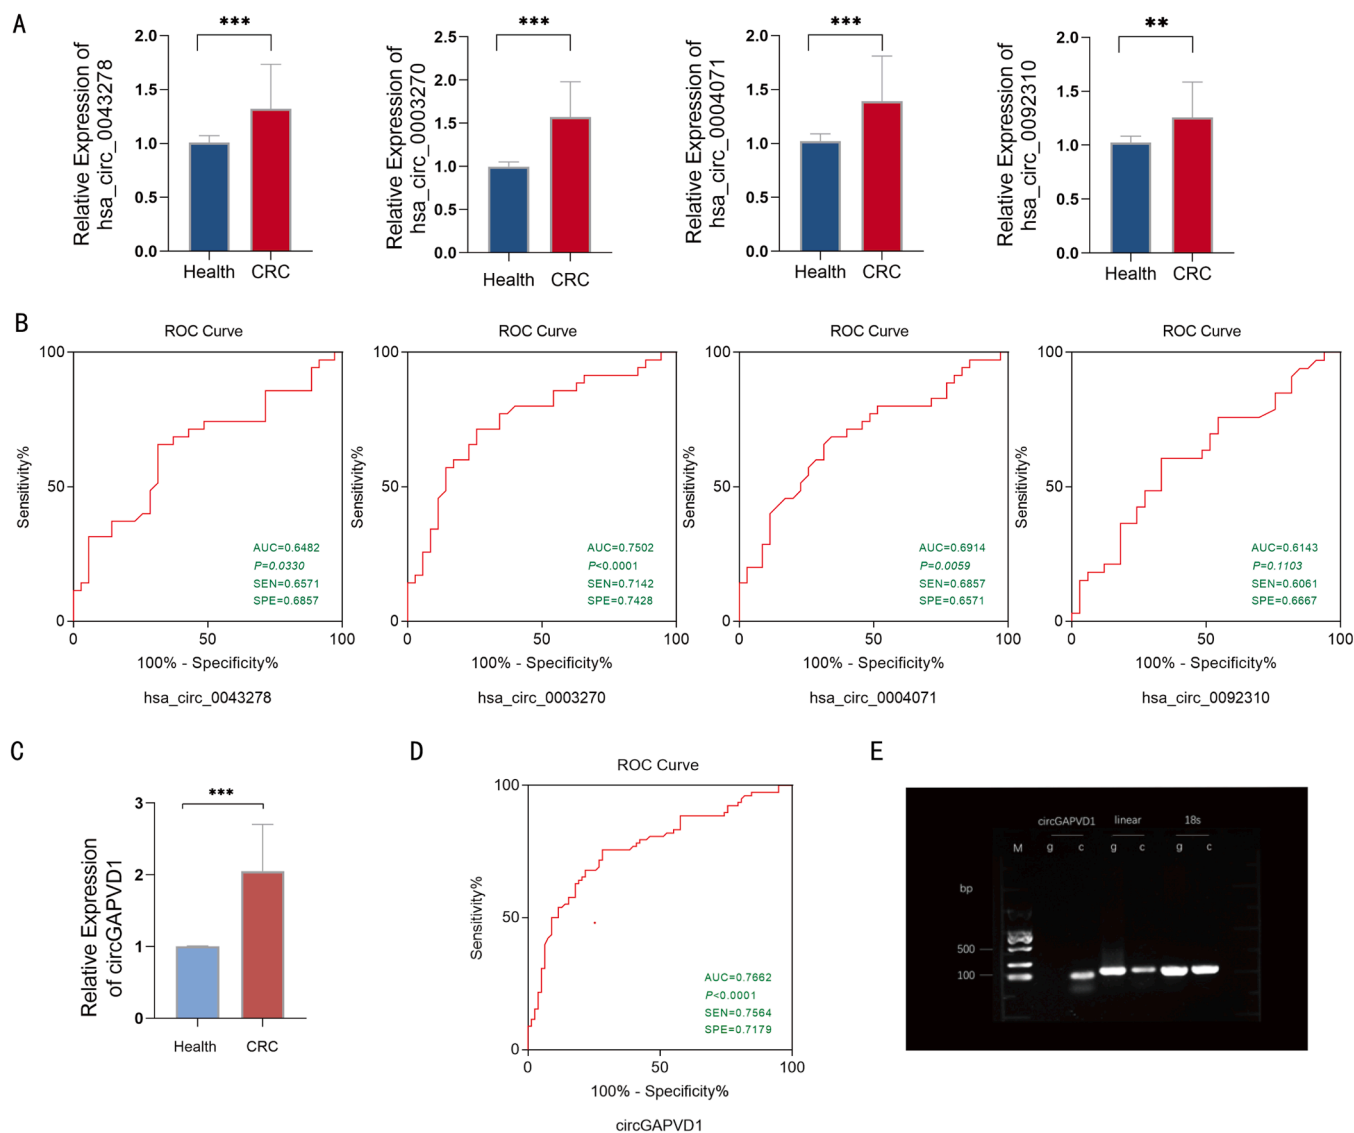 A
***
Relative Expression of
hsa_circ_0043278
2.0
1.5
1.0
0.5
0.0
Health
CRC
***
Relative Expression of
hsa_circ_0003270
2.5
2.0
1.5
1.0
0.5
0.0
Health
CRC
***
Relative Expression of
hsa_circ_0004071
2.0
1.5
1.0
0.5
0.0
Health
CRC
**
Relative Expression of
hsa_circ_0092310
2.0
1.5
1.0
0.5
0.0
Health
CRC
B
ROC Curve
Sensitivity%
100
50
0
AUC=0.6482
P=0.0330
SEN=0.6571
SPE=0.6857
0 50 100
100% - Specificity%
hsa_circ_0043278
ROC Curve
Sensitivity%
100
50
0
AUC=0.7502
P<0.0001
SEN=0.7142
SPE=0.7428
0 50 100
100% - Specificity%
hsa_circ_0003270
ROC Curve
Sensitivity%
100
50
0
AUC=0.6914
P=0.0059
SEN=0.6857
SPE=0.6571
0 50 100
100% - Specificity%
hsa_circ_0004071
ROC Curve
Sensitivity%
100
50
0
AUC=0.6143
P=0.1103
SEN=0.6061
SPE=0.6667
0 50 100
100% - Specificity%
hsa_circ_0092310
C
***
Relative Expression
of circGAPVD1
3
2
1
0
Health
CRC
D
ROC Curve
Sensitivity%
100
50
0
AUC=0.7662
P<0.0001
SEN=0.7564
SPE=0.7179
0 50 100
100% - Specificity%
circGAPVD1
E
circGAPVD1 linear 18s
M g c g c g c
bp
500
100